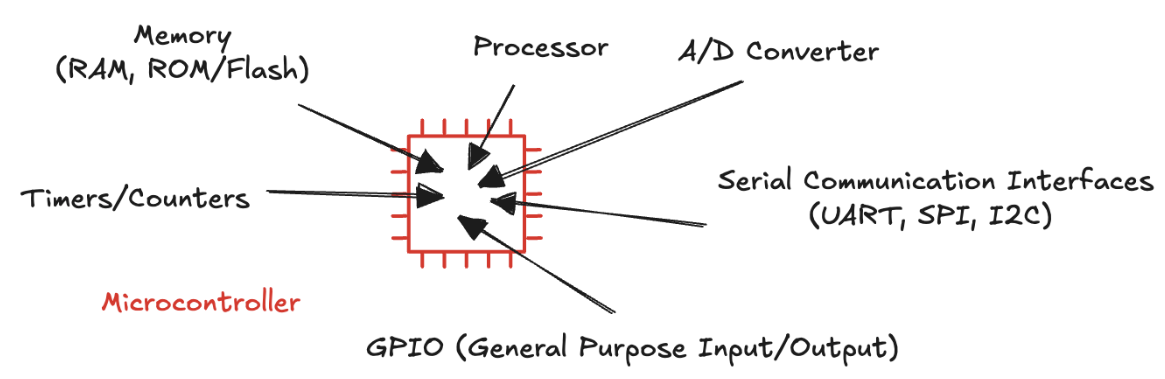 Memory
(RAM, ROM/Flash)
Processor
A/D Converter
Timers/Counters
Serial Communication Interfaces
(UART, SPI, I2C)
Microcontroller
GPIO (General Purpose Input/Output)